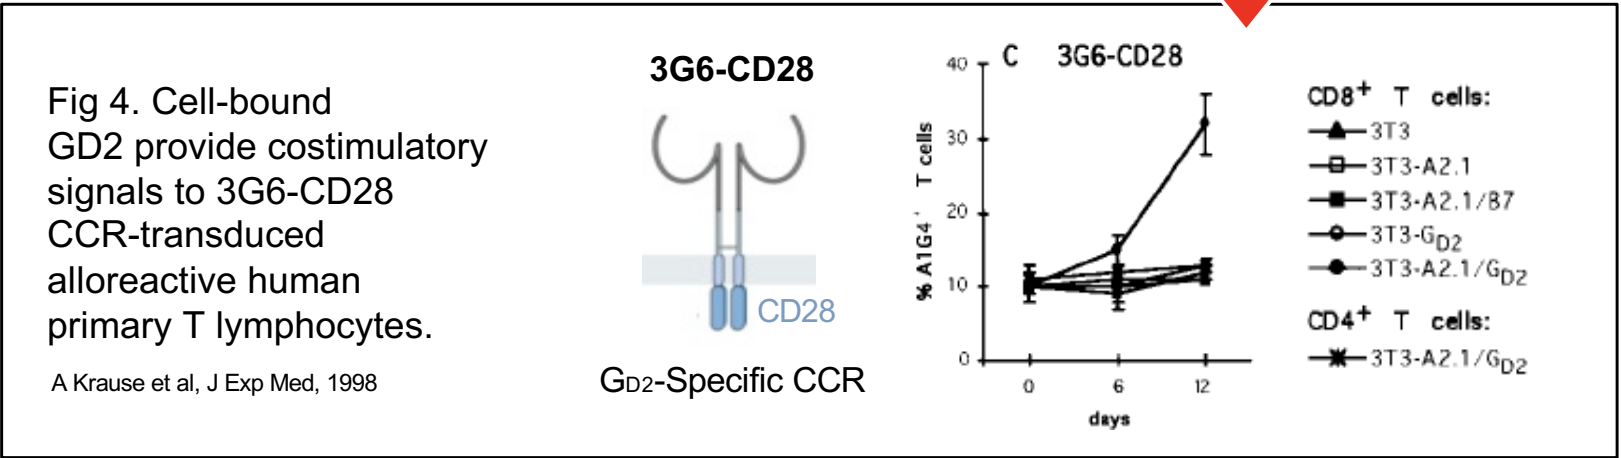 Fig 4. Cell-bound
GD2 provide costimulatory
signals to 3G6-CD28
CCR-transduced
alloreactive human
primary T lymphocytes.
A Krause et al, J Exp Med, 1998
3G6-CD28
CD28
GD2-Specific CCR
C 3G6-CD28
% A1G4+ T cells
40
30
20
10
0
0 6 12
days
CD8+ T cells:
3T3
3T3-A2.1
3T3-A2.1/B7
3T3-GD2
3T3-A2.1/GD2
CD4+ T cells:
3T3-A2.1/GD2